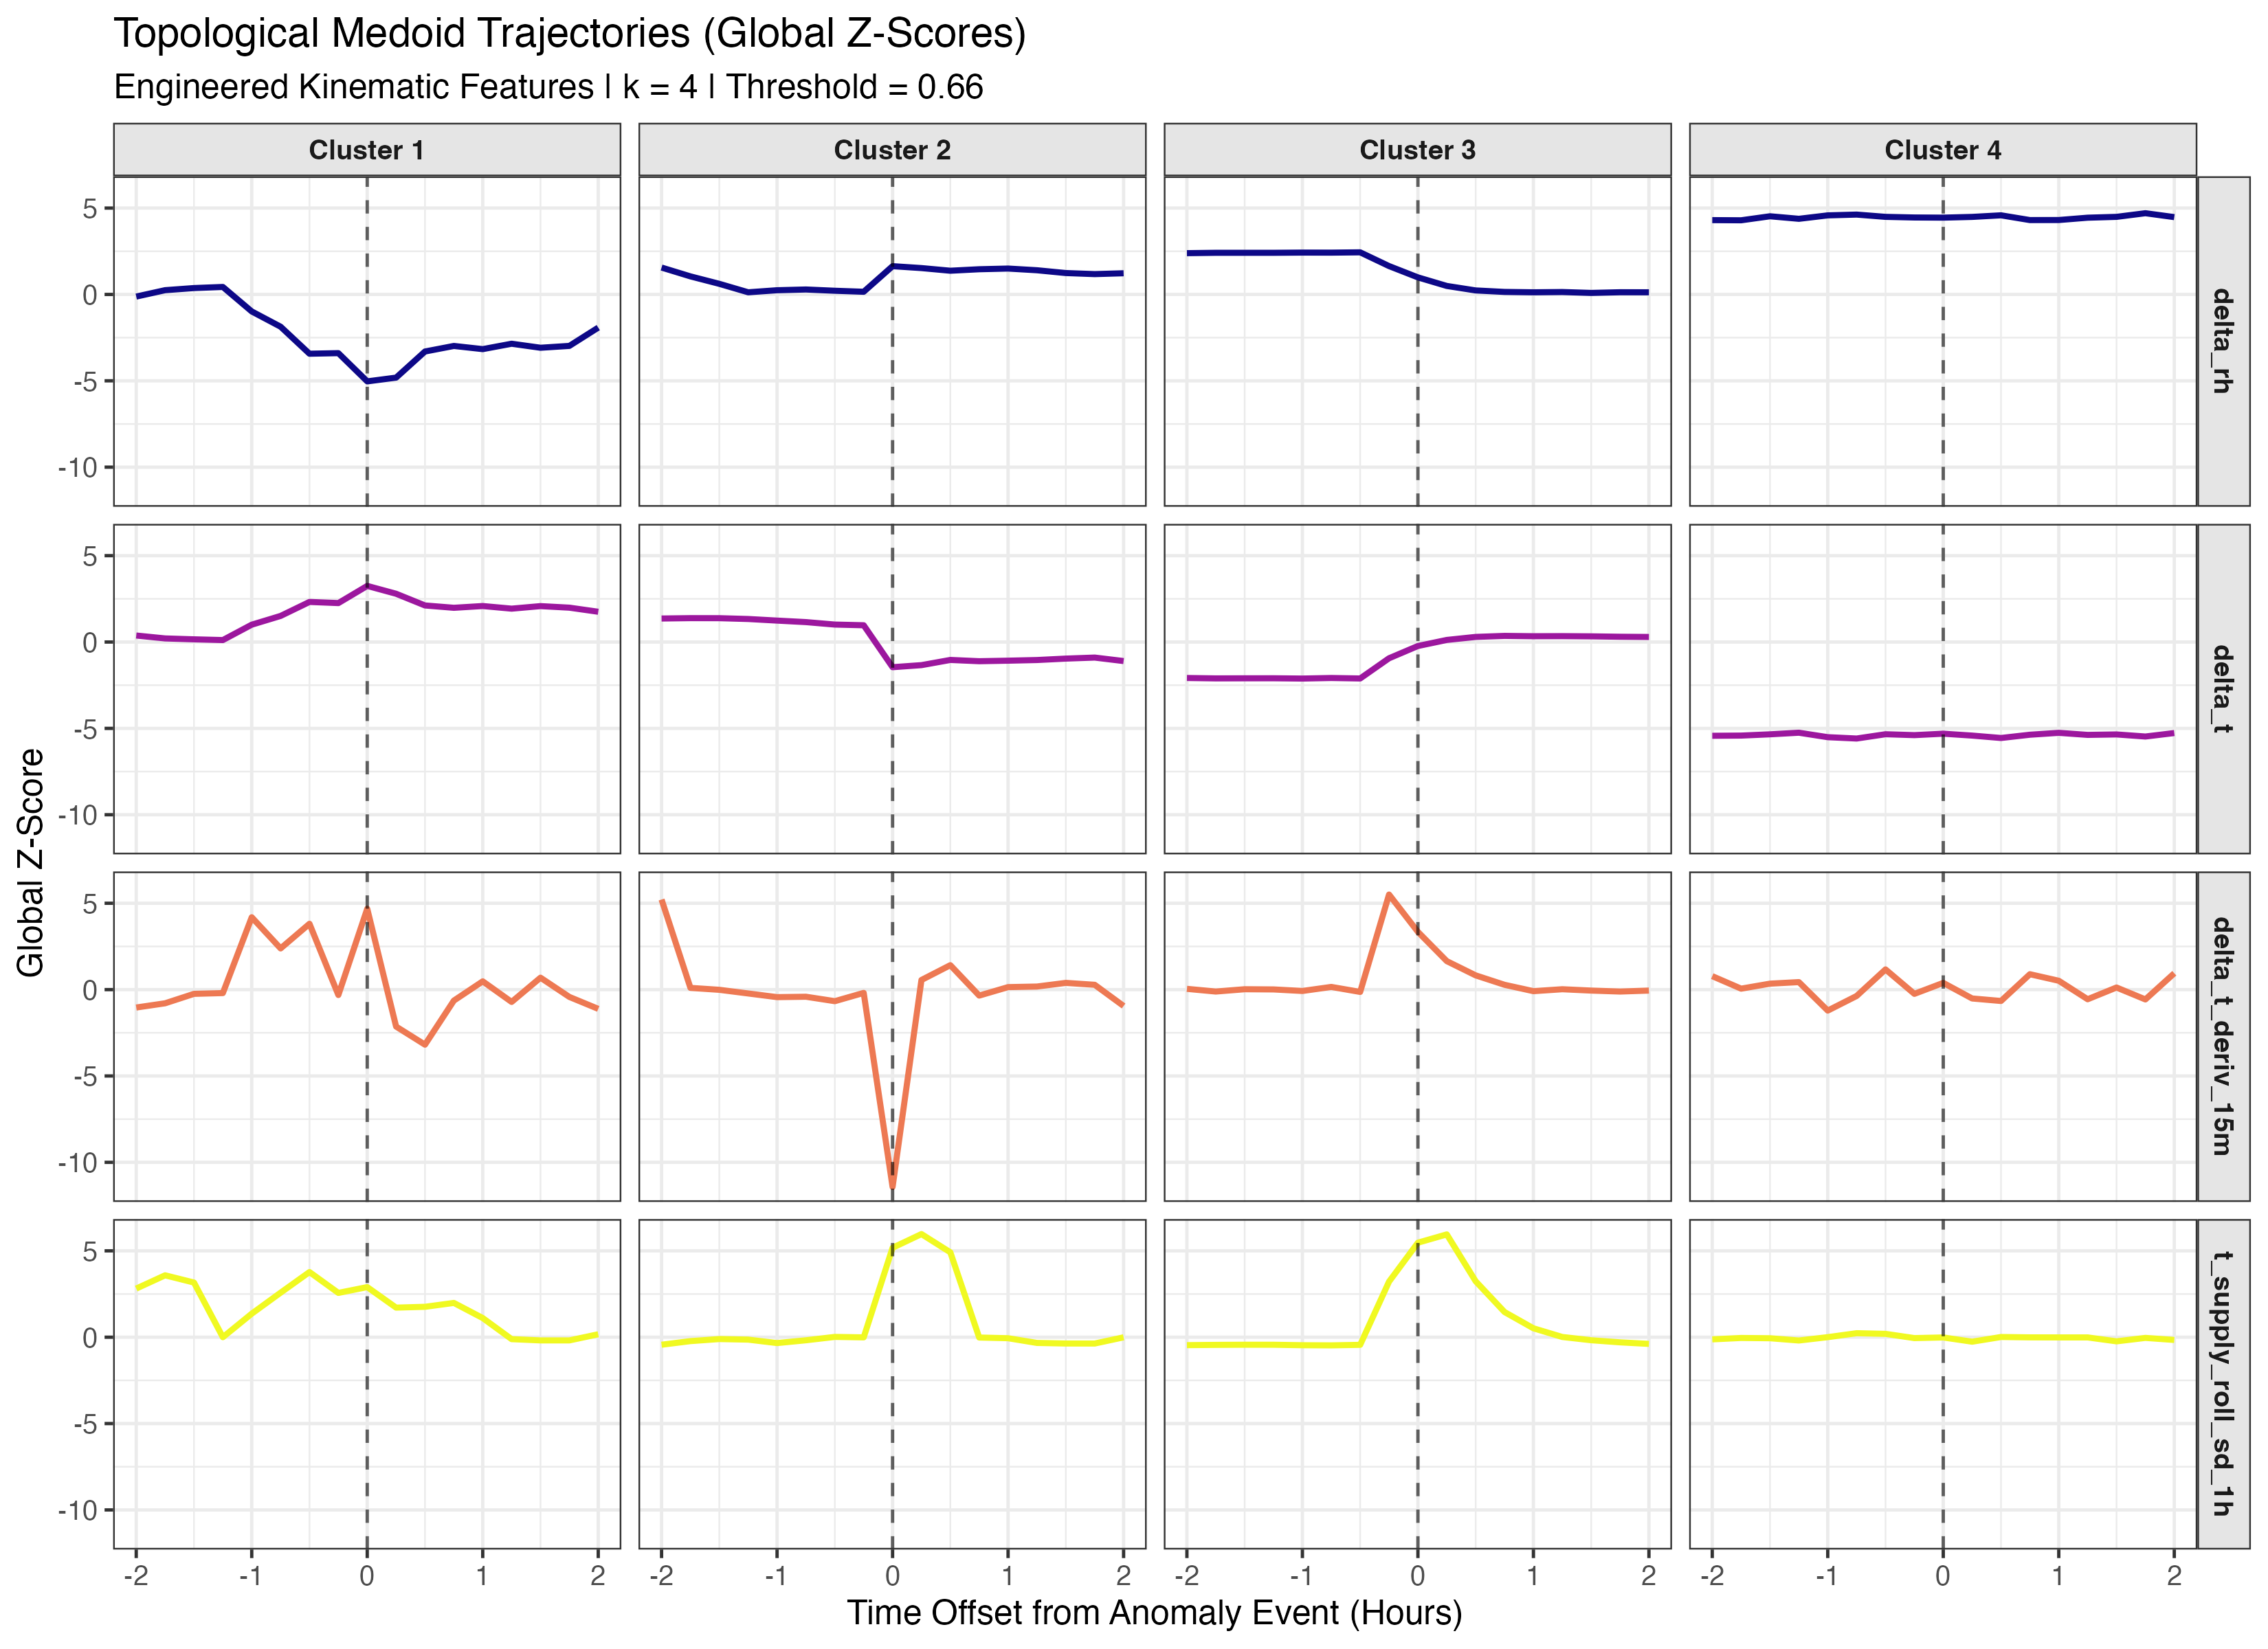 Topological Medoid Trajectories (Global Z-Scores)
Engineered Kinematic Features | k = 4 | Threshold = 0.66
Cluster 1
Cluster 2
Cluster 3
Cluster 4
5
0
-5
-10
delta_rh
5
0
-5
-10
delta_t
5
0
-5
-10
delta_t_deriv_15m
5
0
-5
-10
t_supply_roll_sd_1h
Global Z-Score
-2 -1 0 1 2
-2 -1 0 1 2
-2 -1 0 1 2
-2 -1 0 1 2
Time Offset from Anomaly Event (Hours)